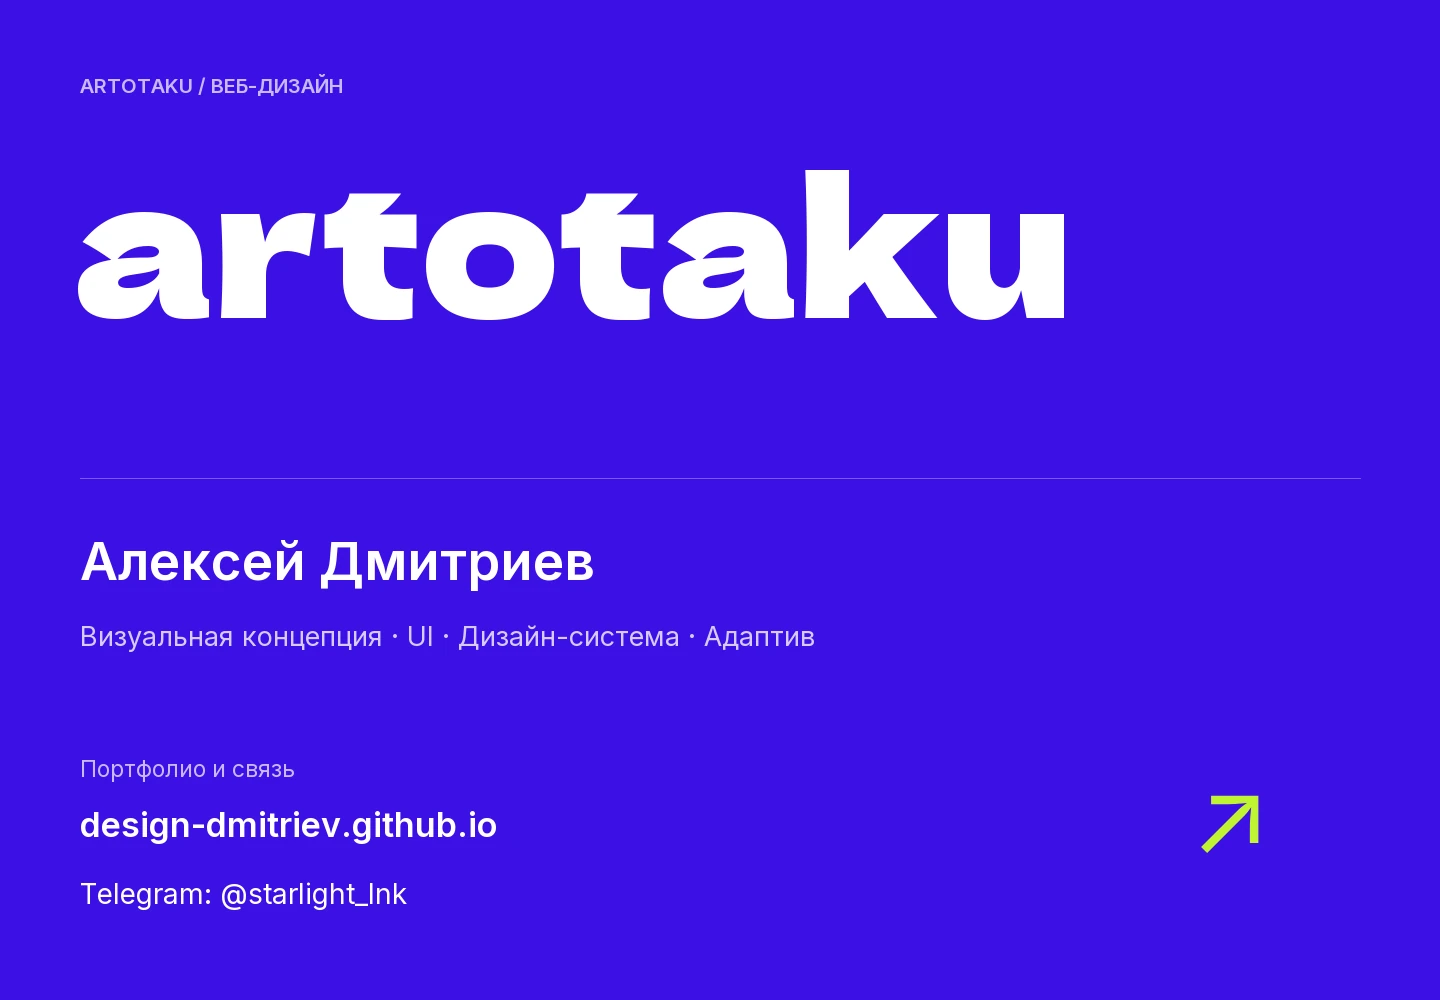 ARTOTAKU / ВЕБ-ДИЗАЙН
artotaku
Алексей Дмитриев
Визуальная концепция · UI · Дизайн-система · Адаптив
Портфолио и связь
design-dmitriev.github.io
Telegram: @starlight_lnk